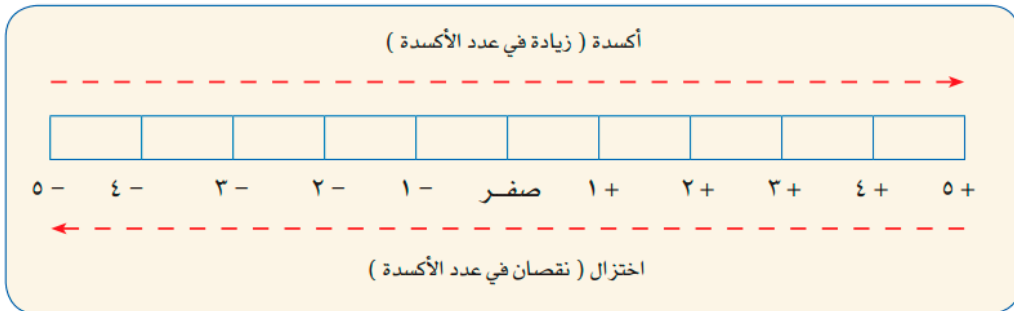 أكسدة ( زيادة في عدد الأكسدة )
٥ − ٤ − ٣ − ٢ − ١ − صفـر ١ + ٢ + ٣ + ٤ + ٥ +
اختزال ( نقصان في عدد الأكسدة )